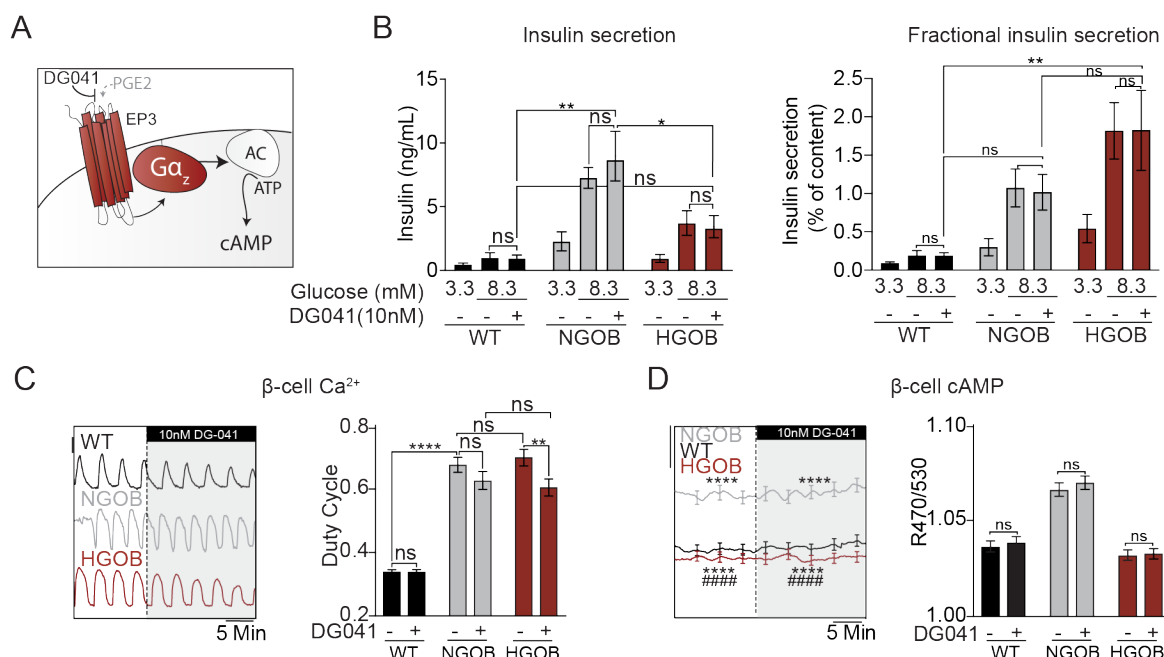 A
DG041
PGE2
EP3
Gαz
AC
ATP
cAMP
B
Insulin secretion
Insulin (ng/mL)
15
10
5
0
**
ns
*
ns
ns
ns
3.3 8.3 3.3 8.3 3.3 8.3
Glucose (mM)
DG041(10nM) - - + - - + - - +
WT NGOB HGOB
Fractional insulin secretion
Insulin secretion
(% of content)
2.5
2.0
1.5
1.0
0.5
0.0
**
ns
ns
ns
ns
3.3 8.3 3.3 8.3 3.3 8.3
- - + - - + - - +
WT NGOB HGOB
C
β-cell Ca2+
WT
10nM DG-041
NGOB
HGOB
5 Min
Duty Cycle
0.8
0.6
0.4
0.2
ns
ns
****
ns
**
ns
DG041 - + - + - +
WT NGOB HGOB
D
β-cell cAMP
NGOB
WT
HGOB
10nM DG-041
**** ****
**** ****
#### ####
5 Min
R470/530
1.10
1.05
1.00
ns
ns
ns
DG041 - + - + - +
WT NGOB HGOB